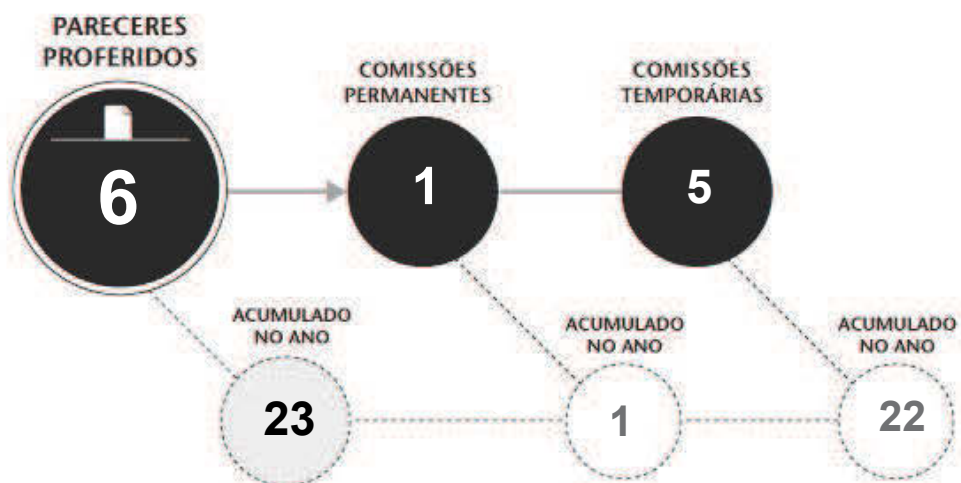 PARECERES
PROFERIDOS
6
COMISSÕES
PERMANENTES
1
COMISSÕES
TEMPORÁRIAS
5
ACUMULADO
NO ANO
23
ACUMULADO
NO ANO
1
ACUMULADO
NO ANO
22